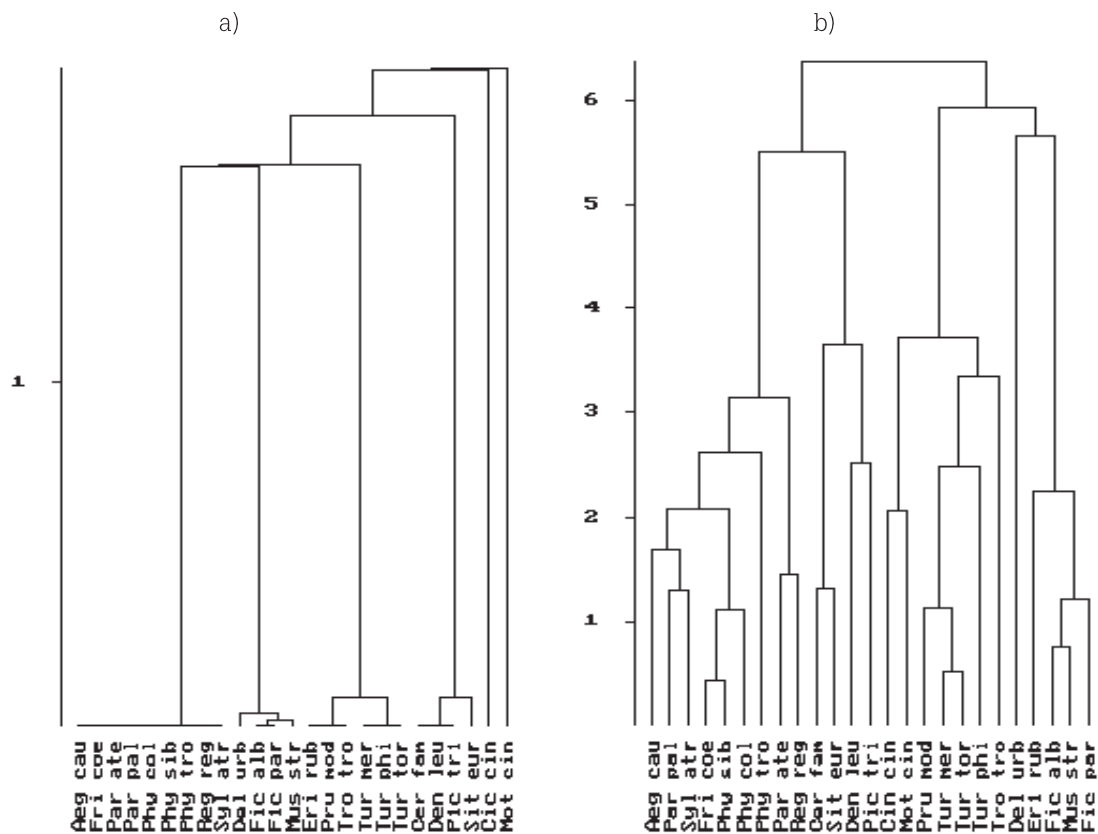 a)
b)
1
6
5
4
3
2
1
Aeg cau
Fri coe
Par ate
Par pal
Phy col
Phy sib
Phy tro
Reg reg
Syl atr
Del urb
Fic alb
Fic par
Mus str
Eri rub
Pru mod
Tro tro
Tur mer
Tur phi
Tur tor
Cer fam
Den leu
Pic tri
Sit eur
Cic cin
Mot cin
Aeg cau
Par pal
Syl atr
Fri coe
Phy sib
Phy col
Phy tro
Par ate
Reg reg
Cer fam
Sit eur
Den leu
Pic tri
Cin cin
Mot cin
Pru mod
Tur mer
Tur tor
Tur phi
Tro tro
Del urb
Eri rub
Fic alb
Mus str
Fic par